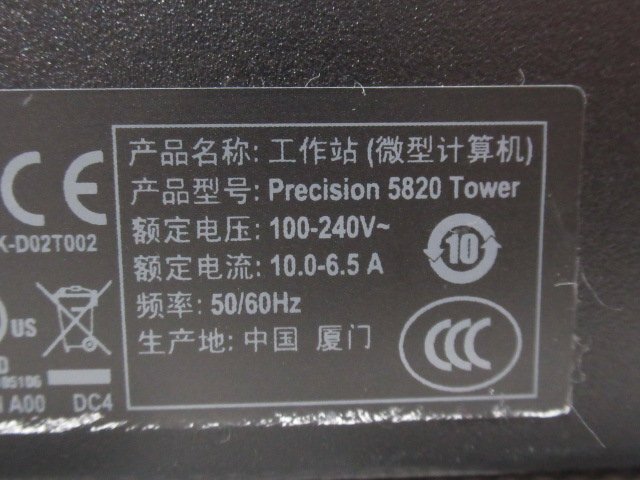 产品名称: 工作站 (微型计算机)
产品型号: Precision 5820 Tower
额定电压: 100-240V~
额定电流: 10.0-6.5 A
频率: 50/60Hz
生产地: 中国 厦门
10
CCC
CE
K-D02T002
US
D
A00 DC4